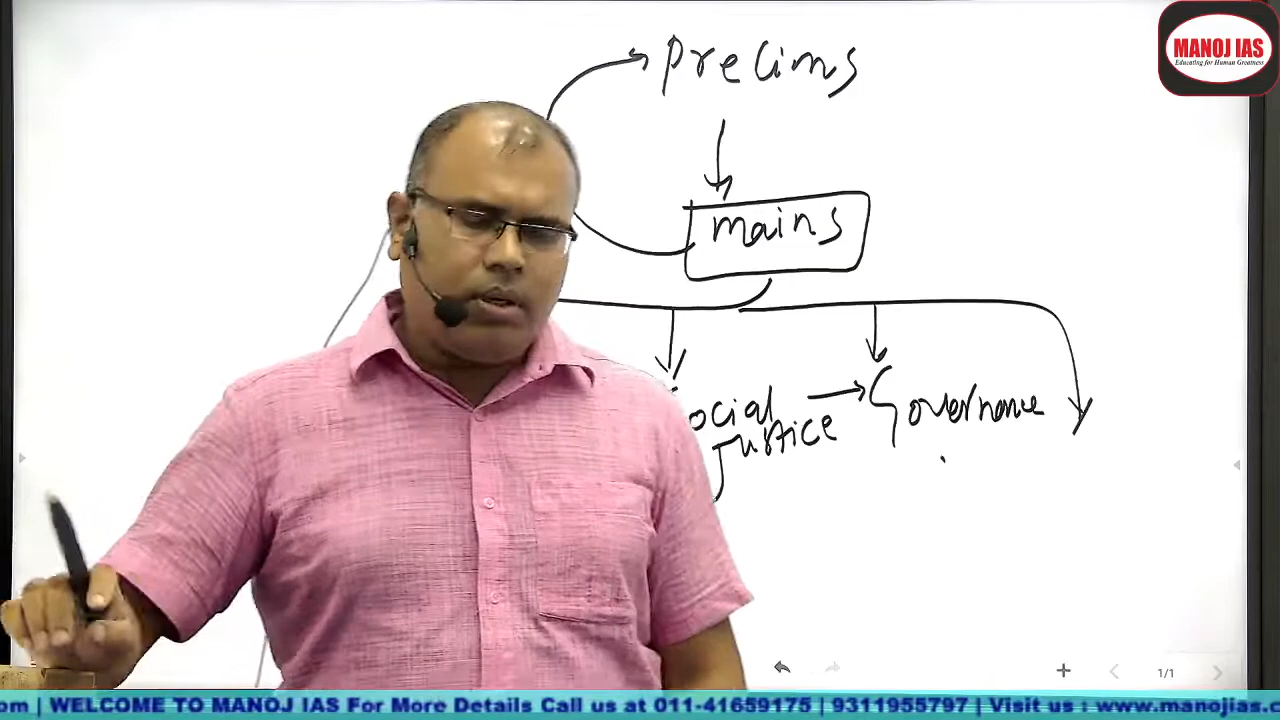 MANOJ IAS
Educating for Human Greatness
Prelims
mains
Social
justice
Governance
1/1
om | WELCOME TO MANOJ IAS For More Details Call us at 011-41659175 | 9311955797 | Visit us : www.manojias.c